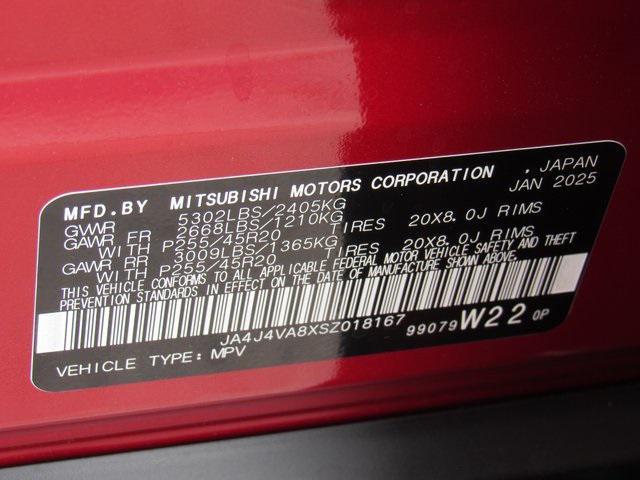 MFD.BY MITSUBISHI MOTORS CORPORATION , JAPAN
GVWR 5302LBS/2405KG JAN 2025
GAWR FR 2668LBS/1210KG
WITH P255/45R20 TIRES 20X8.0J RIMS
GAWR RR 3009LBS/1365KG
WITH P255/45R20 TIRES 20X8.0J RIMS
THIS VEHICLE CONFORMS TO ALL APPLICABLE FEDERAL MOTOR VEHICLE SAFETY AND THEFT
PREVENTION STANDARDS IN EFFECT ON THE DATE OF MANUFACTURE SHOWN ABOVE.
JA4J4VA8XSZ018167
VEHICLE TYPE: MPV 99079 W22 0P